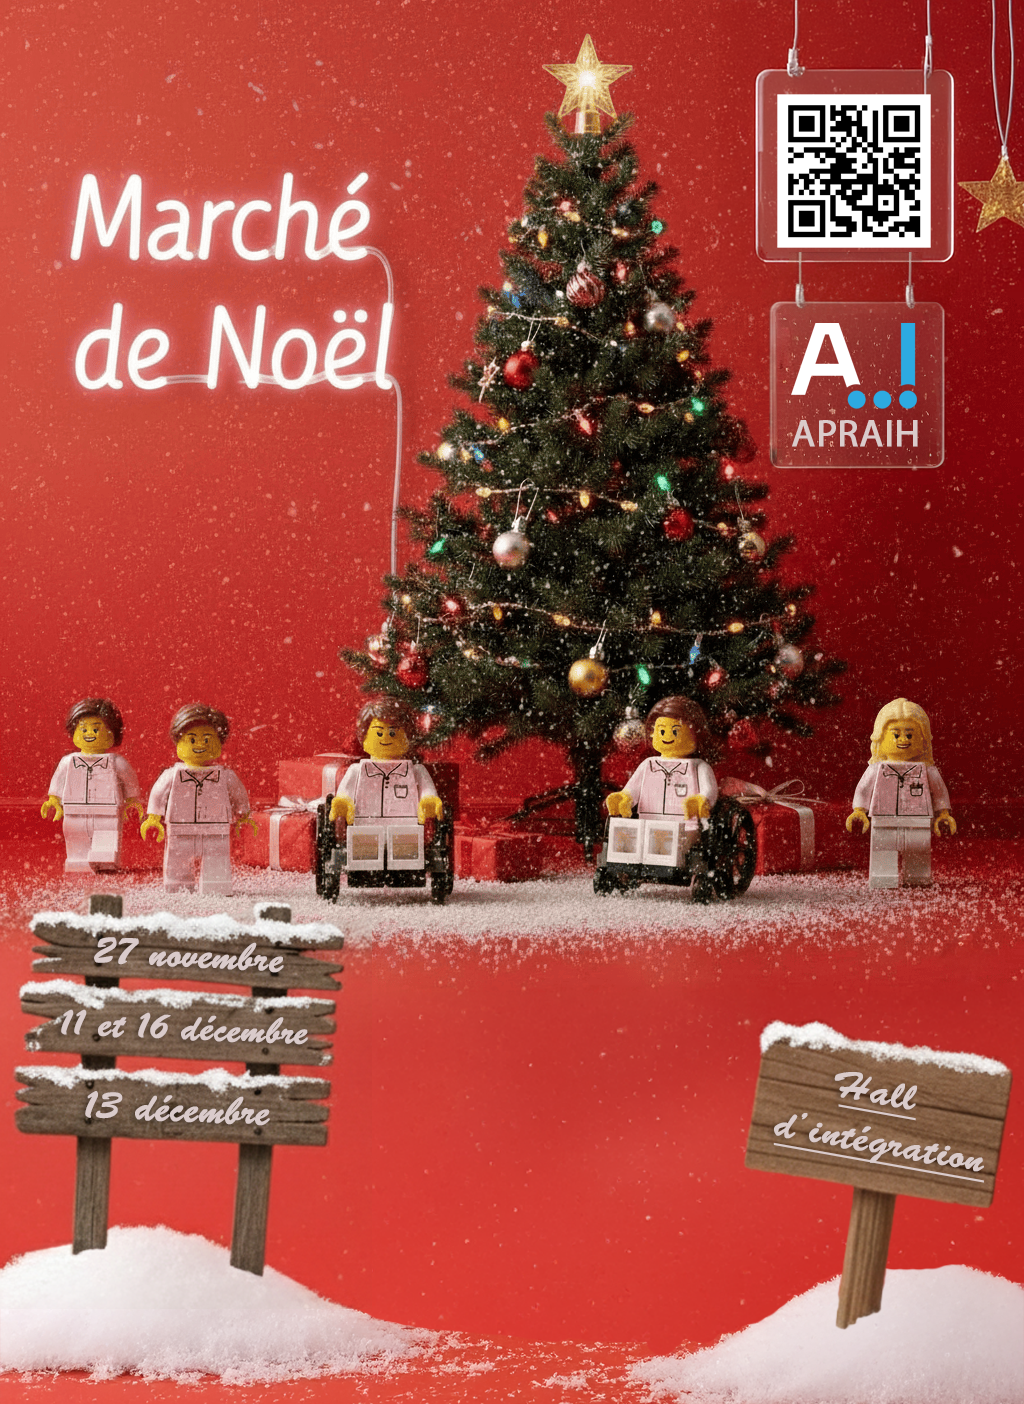 Marché
de Noël
A...I
APRAIH
27 novembre
11 et 16 décembre
13 décembre
Hall
d'intégration